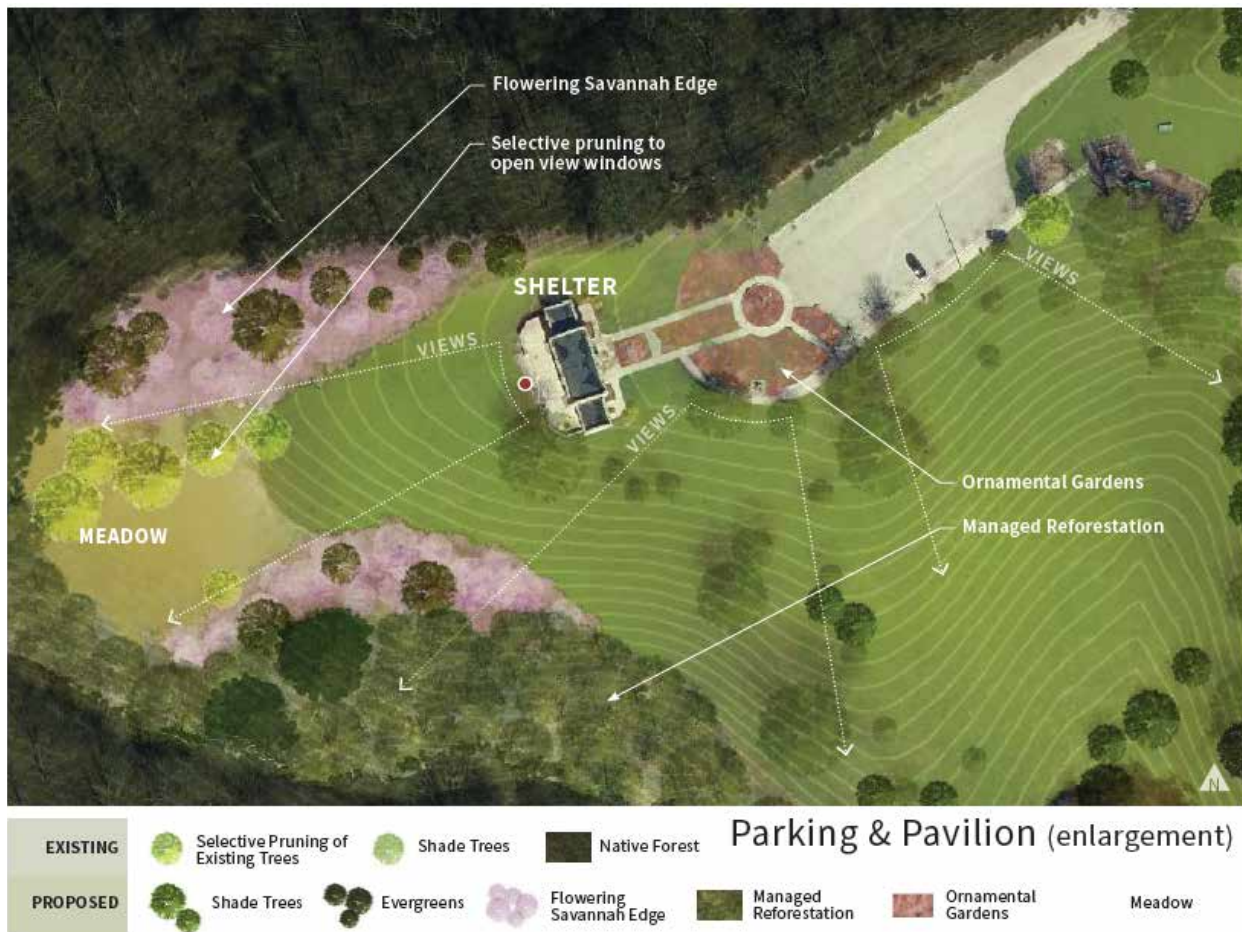 Flowering Savannah Edge
Selective pruning to
open view windows
VIEWS
SHELTER
VIEWS
VIEWS
Ornamental Gardens
MEADOW
Managed Reforestation
N
Parking & Pavilion (enlargement)
EXISTING
Selective Pruning of
Existing Trees
Shade Trees
Native Forest
PROPOSED
Shade Trees
Evergreens
Flowering
Savannah Edge
Managed
Reforestation
Ornamental
Gardens
Meadow